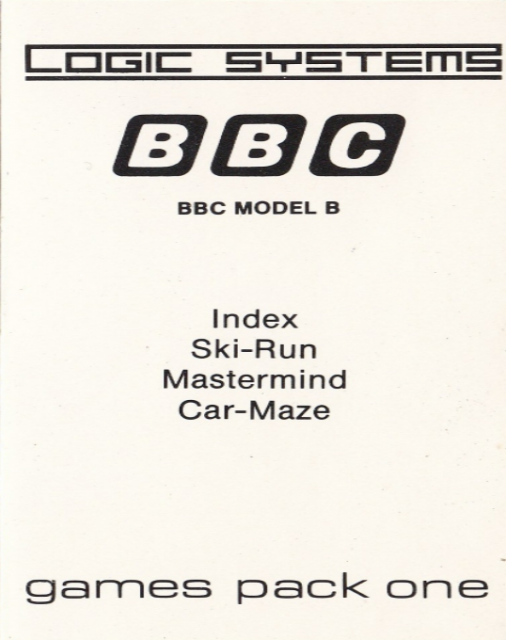 LOGIC SYSTEMS
BBC
BBC MODEL B
Index
Ski-Run
Mastermind
Car-Maze
games pack one